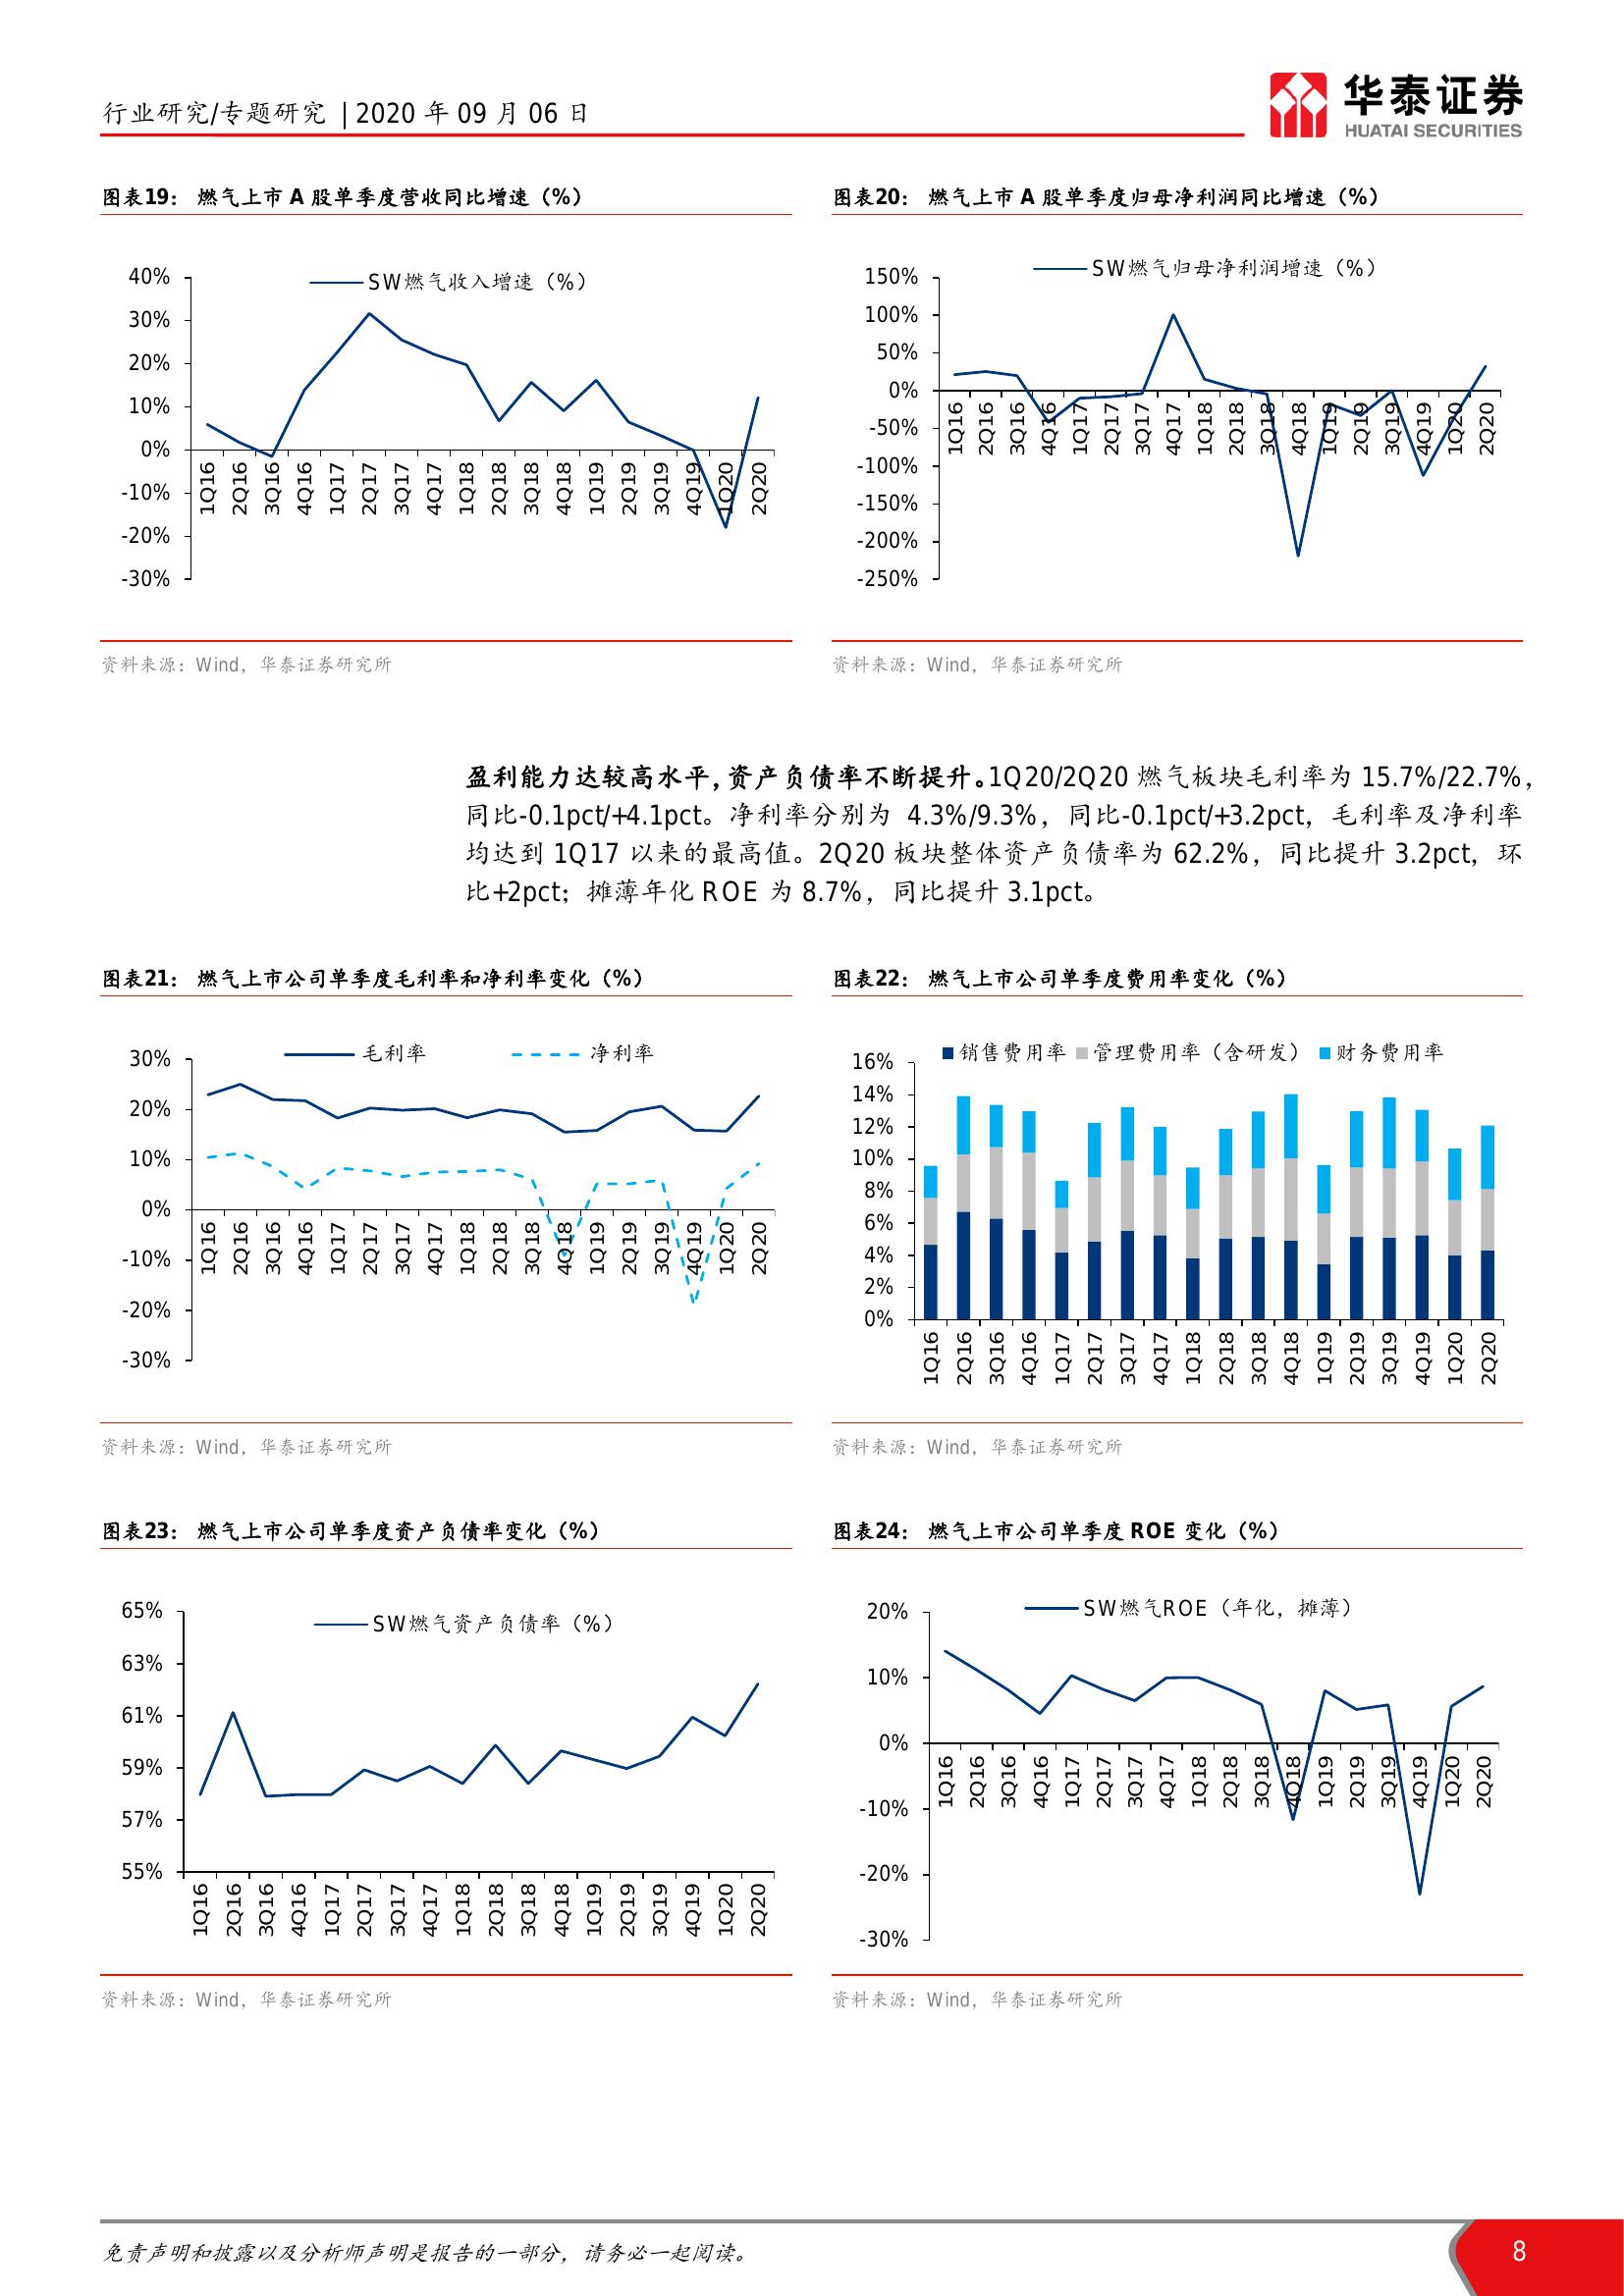 行业研究/专题研究 | 2020 年 09 月 06 日
华泰证券
HUATAI SECURITIES
图表19： 燃气上市 A 股单季度营收同比增速（%）
SW燃气收入增速（%）
40%
30%
20%
10%
0%
-10%
-20%
-30%
1Q16
2Q16
3Q16
4Q16
1Q17
2Q17
3Q17
4Q17
1Q18
2Q18
3Q18
4Q18
1Q19
2Q19
3Q19
4Q19
1Q20
2Q20
资料来源：Wind，华泰证券研究所
图表20： 燃气上市 A 股单季度归母净利润同比增速（%）
SW燃气归母净利润增速（%）
150%
100%
50%
0%
-50%
-100%
-150%
-200%
-250%
1Q16
2Q16
3Q16
4Q16
1Q17
2Q17
3Q17
4Q17
1Q18
2Q18
3Q18
4Q18
1Q19
2Q19
3Q19
4Q19
1Q20
2Q20
资料来源：Wind，华泰证券研究所
盈利能力达较高水平，资产负债率不断提升。1Q20/2Q20 燃气板块毛利率为 15.7%/22.7%，
同比-0.1pct/+4.1pct。净利率分别为 4.3%/9.3%，同比-0.1pct/+3.2pct，毛利率及净利率
均达到 1Q17 以来的最高值。2Q20 板块整体资产负债率为 62.2%，同比提升 3.2pct，环
比+2pct；摊薄年化 ROE 为 8.7%，同比提升 3.1pct。
图表21： 燃气上市公司单季度毛利率和净利率变化（%）
毛利率
净利率
30%
20%
10%
0%
-10%
-20%
-30%
1Q16
2Q16
3Q16
4Q16
1Q17
2Q17
3Q17
4Q17
1Q18
2Q18
3Q18
4Q18
1Q19
2Q19
3Q19
4Q19
1Q20
2Q20
资料来源：Wind，华泰证券研究所
图表22： 燃气上市公司单季度费用率变化（%）
销售费用率
管理费用率（含研发）
财务费用率
16%
14%
12%
10%
8%
6%
4%
2%
0%
1Q16
2Q16
3Q16
4Q16
1Q17
2Q17
3Q17
4Q17
1Q18
2Q18
3Q18
4Q18
1Q19
2Q19
3Q19
4Q19
1Q20
2Q20
资料来源：Wind，华泰证券研究所
图表23： 燃气上市公司单季度资产负债率变化（%）
SW燃气资产负债率（%）
65%
63%
61%
59%
57%
55%
1Q16
2Q16
3Q16
4Q16
1Q17
2Q17
3Q17
4Q17
1Q18
2Q18
3Q18
4Q18
1Q19
2Q19
3Q19
4Q19
1Q20
2Q20
资料来源：Wind，华泰证券研究所
图表24： 燃气上市公司单季度 ROE 变化（%）
SW燃气ROE（年化，摊薄）
20%
10%
0%
-10%
-20%
-30%
1Q16
2Q16
3Q16
4Q16
1Q17
2Q17
3Q17
4Q17
1Q18
2Q18
3Q18
4Q18
1Q19
2Q19
3Q19
4Q19
1Q20
2Q20
资料来源：Wind，华泰证券研究所
免责声明和披露以及分析师声明是报告的一部分，请务必一起阅读。
8